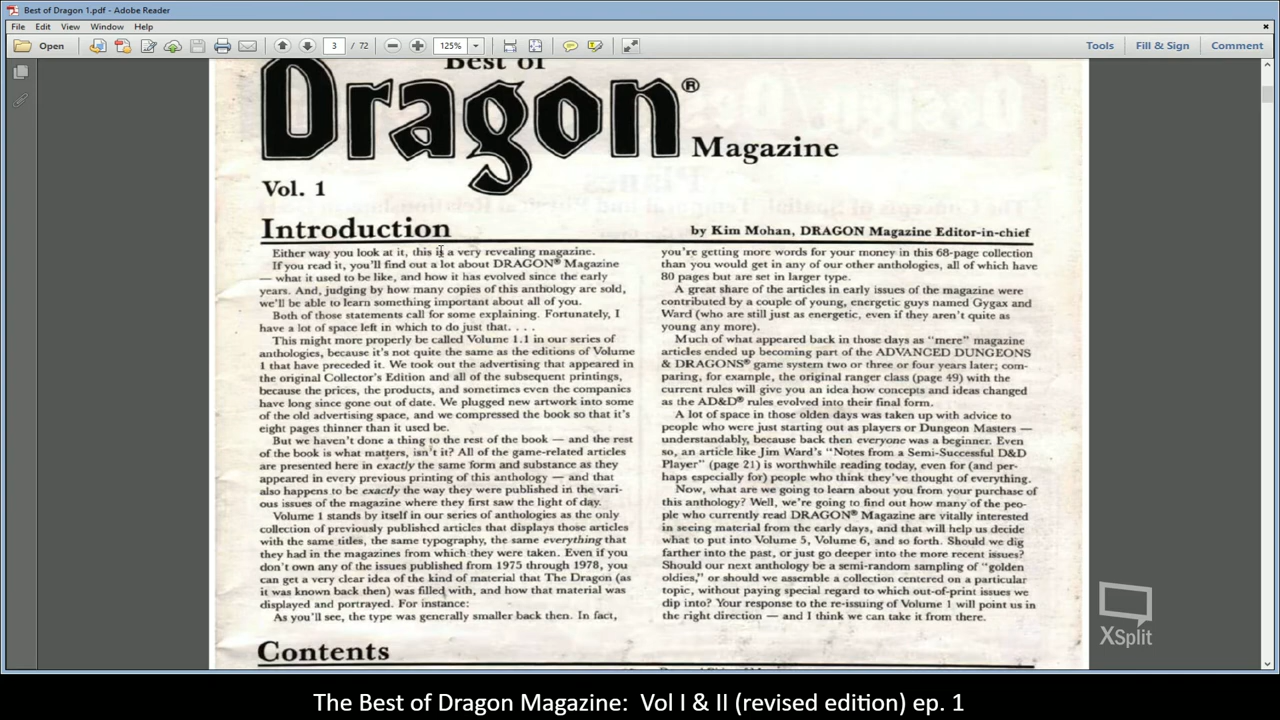 Best of Dragon 1.pdf - Adobe Reader
File Edit View Window Help
Open 3 / 72 125% Tools Fill & Sign Comment
Best of
Dragon®
Magazine
Vol. 1
Introduction
by Kim Mohan, DRAGON Magazine Editor-in-chief
Either way you look at it, this is a very revealing magazine.
If you read it, you'll find out a lot about DRAGON® Magazine
— what it used to be like, and how it has evolved since the early
years. And, judging by how many copies of this anthology are sold,
we'll be able to learn something important about all of you.
Both of those statements call for some explaining. Fortunately, I
have a lot of space left in which to do just that. . . .
This might more properly be called Volume 1.1 in our series of
anthologies, because it's not quite the same as the editions of Volume
1 that have preceded it. We took out the advertising that appeared in
the original Collector's Edition and all of the subsequent printings,
because the prices, the products, and sometimes even the companies
have long since gone out of date. We plugged new artwork into some
of the old advertising space, and we compressed the book so that it's
eight pages thinner than it used be.
But we haven't done a thing to the rest of the book — and the rest
of the book is what matters, isn't it? All of the game-related articles
are presented here in exactly the same form and substance as they
appeared in every previous printing of this anthology — and that
also happens to be exactly the way they were published in the vari-
ous issues of the magazine where they first saw the light of day.
Volume 1 stands by itself in our series of anthologies as the only
collection of previously published articles that displays those articles
with the same titles, the same typography, the same everything that
they had in the magazines from which they were taken. Even if you
don't own any of the issues published from 1975 through 1978, you
can get a very clear idea of the kind of material that The Dragon (as
it was known back then) was filled with, and how that material was
displayed and portrayed. For instance:
As you'll see, the type was generally smaller back then. In fact,
you're getting more words for your money in this 68-page collection
than you would get in any of our other anthologies, all of which have
80 pages but are set in larger type.
A great share of the articles in early issues of the magazine were
contributed by a couple of young, energetic guys named Gygax and
Ward (who are still just as energetic, even if they aren't quite as
young any more).
Much of what appeared back in those days as “mere” magazine
articles ended up becoming part of the ADVANCED DUNGEONS
& DRAGONS® game system two or three or four years later; com-
paring, for example, the original ranger class (page 49) with the
current rules will give you an idea how concepts and ideas changed
as the AD&D® rules evolved into their final form.
A lot of space in those olden days was taken up with advice to
people who were just starting out as players or Dungeon Masters —
understandably, because back then everyone was a beginner. Even
so, an article like Jim Ward's “Notes from a Semi-Successful D&D
Player” (page 21) is worthwhile reading today, even for (and per-
haps especially for) people who think they've thought of everything.
Now, what are we going to learn about you from your purchase of
this anthology? Well, we're going to find out how many of the peo-
ple who currently read DRAGON® Magazine are vitally interested
in seeing material from the early days, and that will help us decide
what to put into Volume 5, Volume 6, and so forth. Should we dig
farther into the past, or just go deeper into the more recent issues?
Should our next anthology be a semi-random sampling of “golden
oldies,” or should we assemble a collection centered on a particular
topic, without paying special regard to which out-of-print issues we
dip into? Your response to the re-issuing of Volume 1 will point us in
the right direction — and I think we can take it from there.
Contents
XSplit
The Best of Dragon Magazine: Vol I & II (revised edition) ep. 1